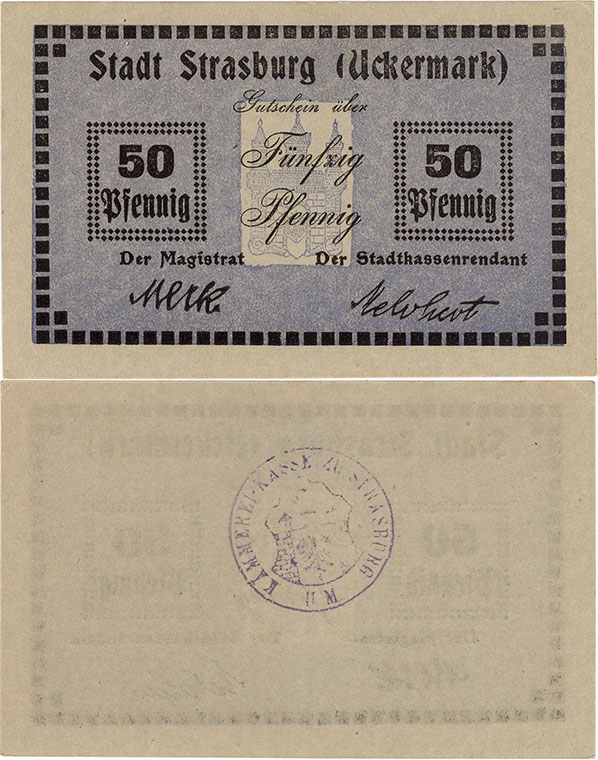 Stadt Strasburg (Uckermark)
Gutschein über
Fünfzig
Pfennig
50
Pfennig
50
Pfennig
Der Magistrat
Der Stadtkassenrendant
Merk
KÄMMEREI-KASSE ZU STRASBURG U/M